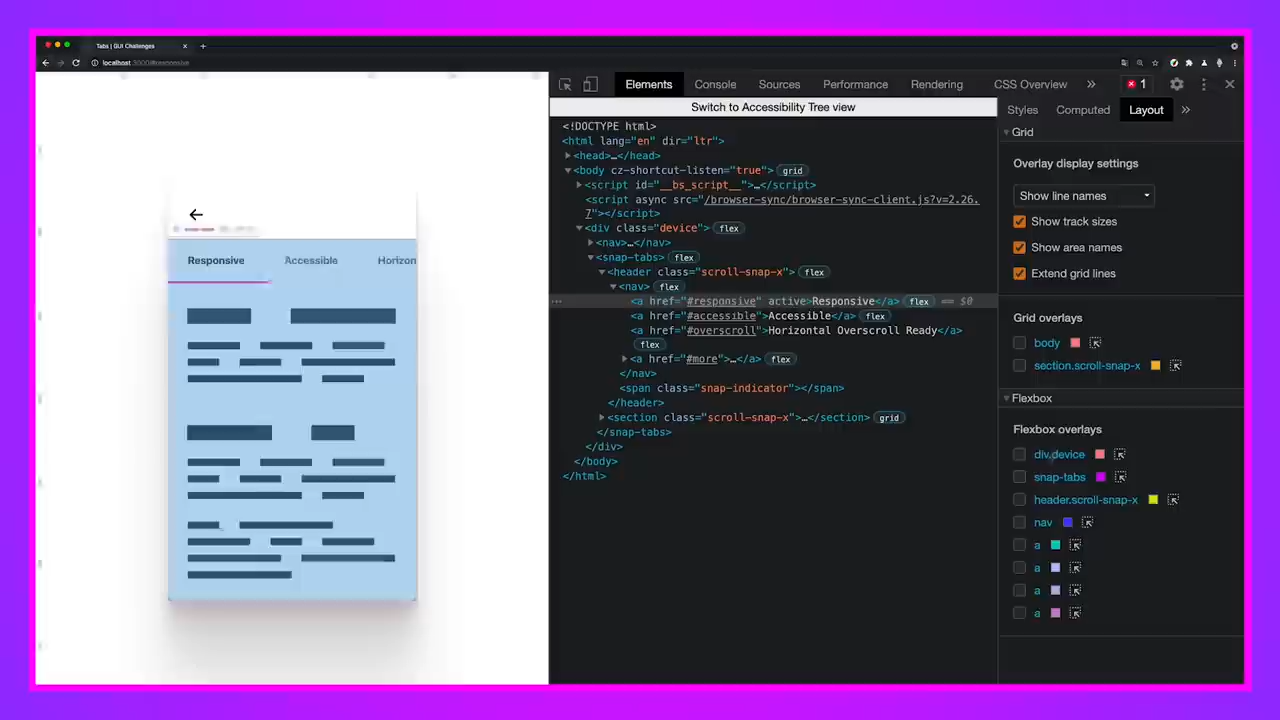 Tabs | GUI Challenges
localhost:3000/#responsive
Responsive
Accessible
Horizon
Elements
Console
Sources
Performance
Rendering
CSS Overview
1
Switch to Accessibility Tree view
<!DOCTYPE html>
<html lang="en" dir="ltr">
<head>…</head>
<body cz-shortcut-listen="true"> grid
<script id="__bs_script__">…</script>
<script async src="/browser-sync/browser-sync-client.js?v=2.26.
7"></script>
<div class="device"> flex
<nav>…</nav>
<snap-tabs> flex
<header class="scroll-snap-x"> flex
<nav> flex
<a href="#responsive" active>Responsive</a> flex == $0
<a href="#accessible">Accessible</a> flex
<a href="#overscroll">Horizontal Overscroll Ready</a>
flex
<a href="#more">…</a> flex
</nav>
<span class="snap-indicator"></span>
</header>
<section class="scroll-snap-x">…</section> grid
</snap-tabs>
</div>
</body>
</html>
Styles
Computed
Layout
Grid
Overlay display settings
Show line names
Show track sizes
Show area names
Extend grid lines
Grid overlays
body
section.scroll-snap-x
Flexbox
Flexbox overlays
div.device
snap-tabs
header.scroll-snap-x
nav
a
a
a
a